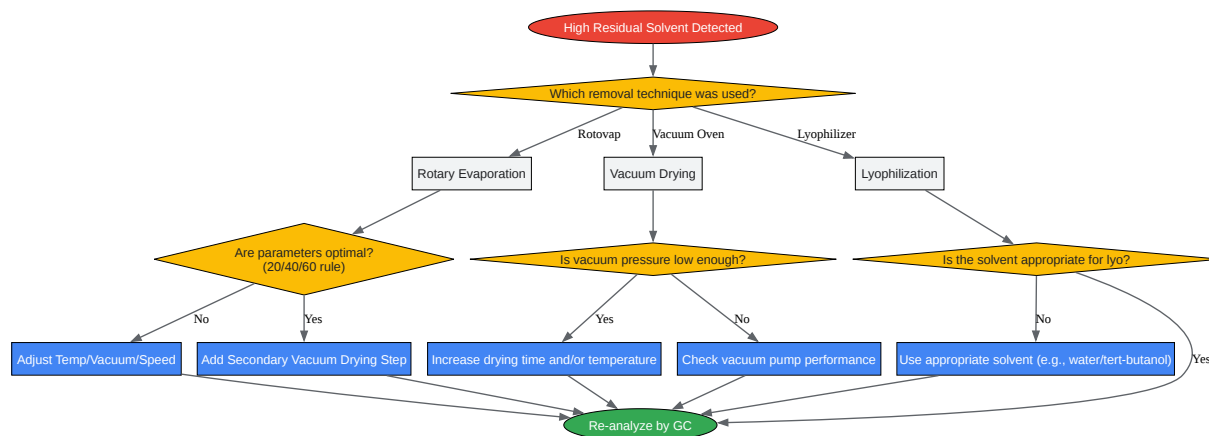 High Residual Solvent Detected
Which removal technique was used?
Rotovap
Vacuum Oven
Lyophilizer
Rotary Evaporation
Vacuum Drying
Lyophilization
Are parameters optimal?
(20/40/60 rule)
Is vacuum pressure low enough?
Is the solvent appropriate for lyo?
No
Yes
Yes
No
No
Yes
Adjust Temp/Vacuum/Speed
Add Secondary Vacuum Drying Step
Increase drying time and/or temperature
Check vacuum pump performance
Use appropriate solvent (e.g., water/tert-butanol)
Re-analyze by GC